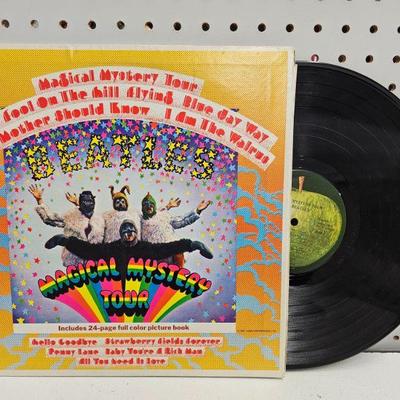 Magical Mystery Tour
Fool On The Hill Flying Blue Jay Way
Mother Should Know I Am The Walrus
BEATLES
MAGICAL MYSTERY
TOUR
Includes 24-page full color picture book
Hello Goodbye Strawberry Fields Forever
Penny Lane Baby You're A Rich Man
All You Need Is Love